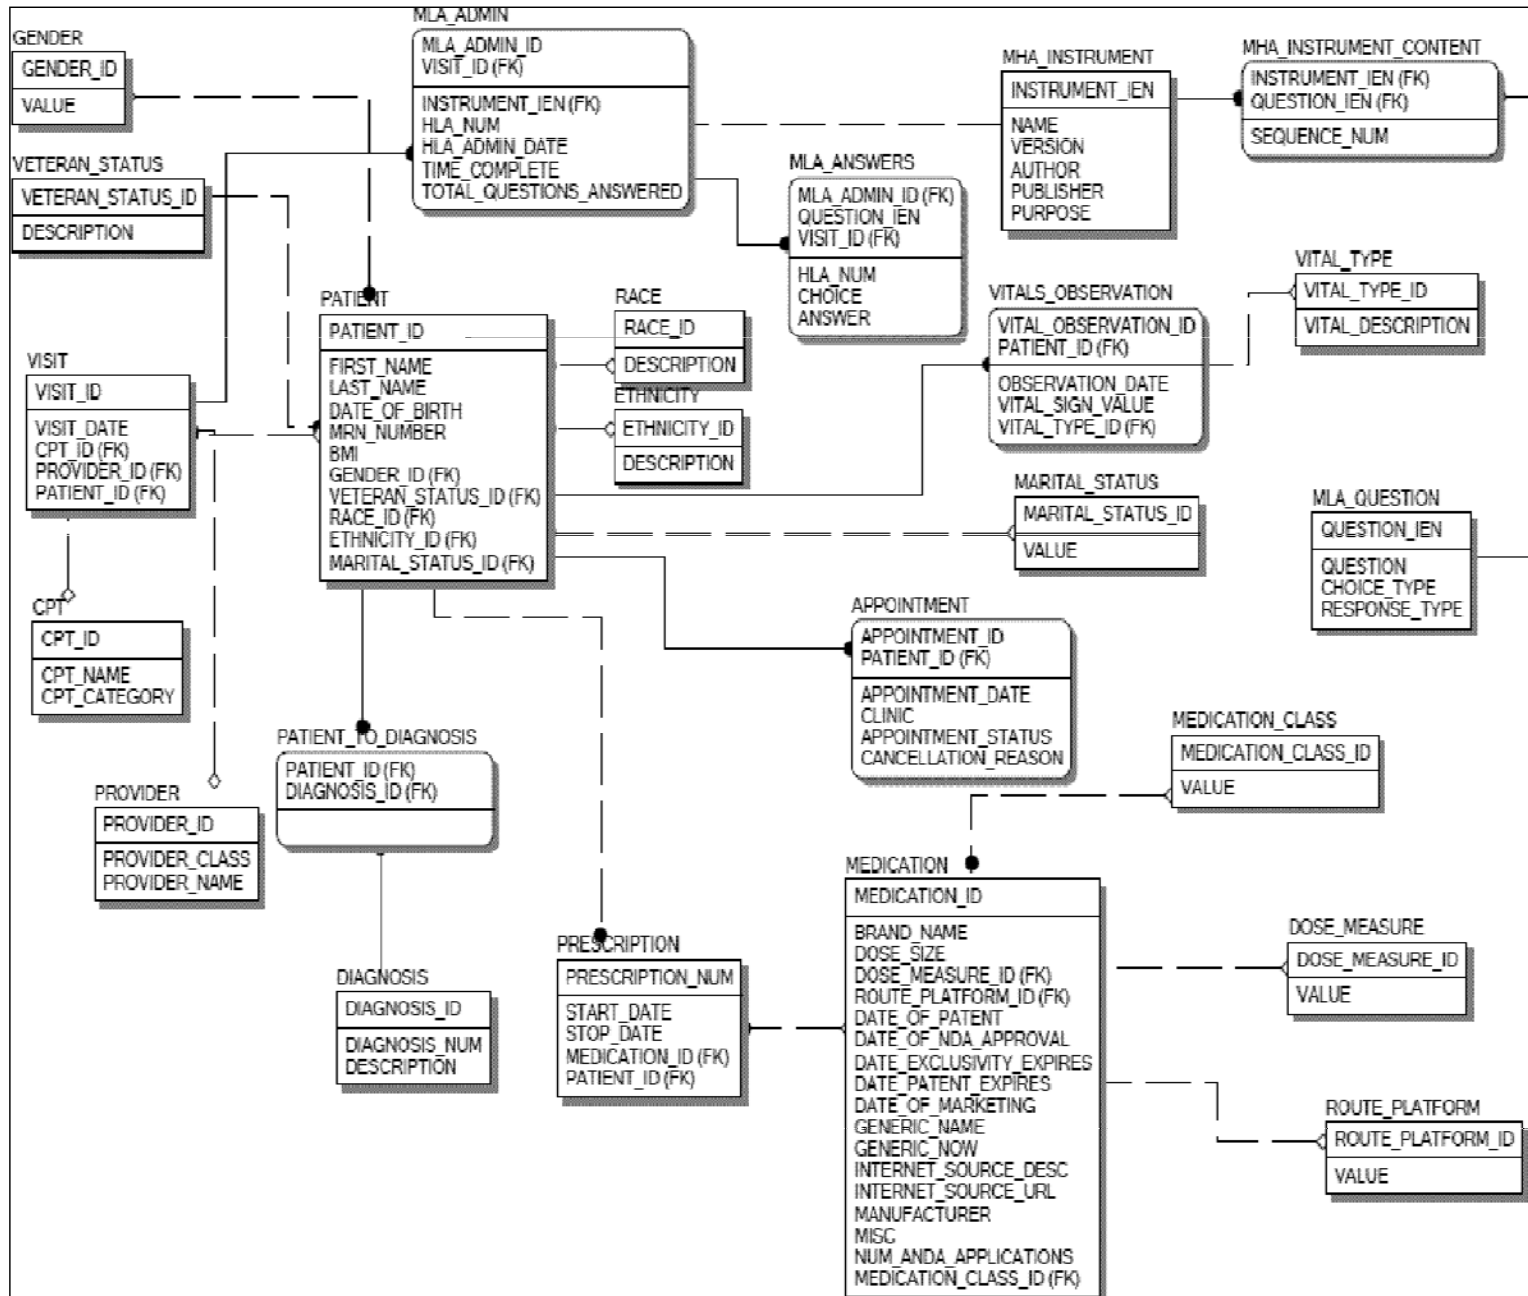 MLA_ADMIN
MLA_ADMIN_ID
VISIT_ID (FK)
INSTRUMENT_IEN (FK)
HLA_NUM
HLA_ADMIN_DATE
TIME_COMPLETE
TOTAL_QUESTIONS_ANSWERED
GENDER
GENDER_ID
VALUE
MHA_INSTRUMENT
INSTRUMENT_IEN
NAME
VERSION
AUTHOR
PUBLISHER
PURPOSE
MHA_INSTRUMENT_CONTENT
INSTRUMENT_IEN (FK)
QUESTION_IEN (FK)
SEQUENCE_NUM
VETERAN_STATUS
VETERAN_STATUS_ID
DESCRIPTION
MLA_ANSWERS
MLA_ADMIN_ID (FK)
QUESTION_IEN
VISIT_ID (FK)
HLA_NUM
CHOICE
ANSWER
VITAL_TYPE
VITAL_TYPE_ID
VITAL_DESCRIPTION
PATIENT
PATIENT_ID
FIRST_NAME
LAST_NAME
DATE_OF_BIRTH
MRN_NUMBER
BMI
GENDER_ID (FK)
VETERAN_STATUS_ID (FK)
RACE_ID (FK)
ETHNICITY_ID (FK)
MARITAL_STATUS_ID (FK)
RACE
RACE_ID
DESCRIPTION
ETHNICITY
ETHNICITY_ID
DESCRIPTION
VITALS_OBSERVATION
VITAL_OBSERVATION_ID
PATIENT_ID (FK)
OBSERVATION_DATE
VITAL_SIGN_VALUE
VITAL_TYPE_ID (FK)
VISIT
VISIT_ID
VISIT_DATE
CPT_ID (FK)
PROVIDER_ID (FK)
PATIENT_ID (FK)
MARITAL_STATUS
MARITAL_STATUS_ID
VALUE
MLA_QUESTION
QUESTION_IEN
QUESTION
CHOICE_TYPE
RESPONSE_TYPE
CPT
CPT_ID
CPT_NAME
CPT_CATEGORY
APPOINTMENT
APPOINTMENT_ID
PATIENT_ID (FK)
APPOINTMENT_DATE
CLINIC
APPOINTMENT_STATUS
CANCELLATION_REASON
PATIENT_TO_DIAGNOSIS
PATIENT_ID (FK)
DIAGNOSIS_ID (FK)
MEDICATION_CLASS
MEDICATION_CLASS_ID
VALUE
PROVIDER
PROVIDER_ID
PROVIDER_CLASS
PROVIDER_NAME
MEDICATION
MEDICATION_ID
BRAND_NAME
DOSE_SIZE
DOSE_MEASURE_ID (FK)
ROUTE_PLATFORM_ID (FK)
DATE_OF_PATENT
DATE_OF_NDA_APPROVAL
DATE_EXCLUSIVITY_EXPIRES
DATE_PATENT_EXPIRES
DATE_OF_MARKETING
GENERIC_NAME
GENERIC_NOW
INTERNET_SOURCE_DESC
INTERNET_SOURCE_URL
MANUFACTURER
MISC
NUM_ANDA_APPLICATIONS
MEDICATION_CLASS_ID (FK)
DOSE_MEASURE
DOSE_MEASURE_ID
VALUE
PRESCRIPTION
PRESCRIPTION_NUM
START_DATE
STOP_DATE
MEDICATION_ID (FK)
PATIENT_ID (FK)
DIAGNOSIS
DIAGNOSIS_ID
DIAGNOSIS_NUM
DESCRIPTION
ROUTE_PLATFORM
ROUTE_PLATFORM_ID
VALUE